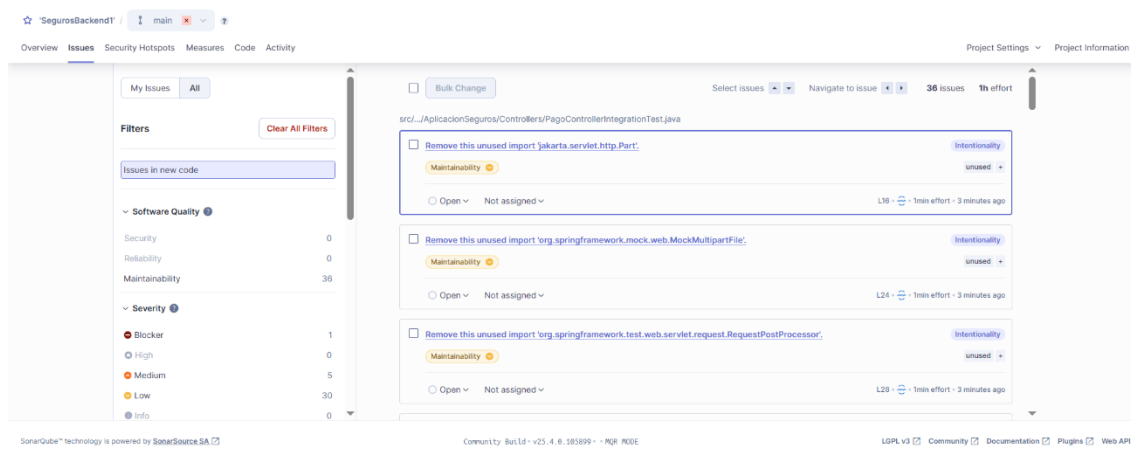 'SegurosBackend1' / main
Overview Issues Security Hotspots Measures Code Activity Project Settings Project Information
My Issues All
Bulk Change Select issues Navigate to issue 36 issues 1h effort
Filters Clear All Filters
src/.../AplicacionSeguros/Controllers/PagoControllerIntegrationTest.java
Issues in new code
Remove this unused import 'jakarta.servlet.http.Part'. Intentionality
Maintainability unused +
Open Not assigned L16 • 1min effort • 3 minutes ago
Software Quality
Security 0
Reliability 0
Maintainability 36
Remove this unused import 'org.springframework.mock.web.MockMultipartFile'. Intentionality
Maintainability unused +
Open Not assigned L24 • 1min effort • 3 minutes ago
Severity
Blocker 1
High 0
Medium 5
Low 30
Info 0
Remove this unused import 'org.springframework.test.web.servlet.request.RequestPostProcessor'. Intentionality
Maintainability unused +
Open Not assigned L28 • 1min effort • 3 minutes ago
SonarQube™ technology is powered by SonarSource SA Community Build • v25.4.0.105899 • • MQR MODE LGPL v3 Community Documentation Plugins Web API